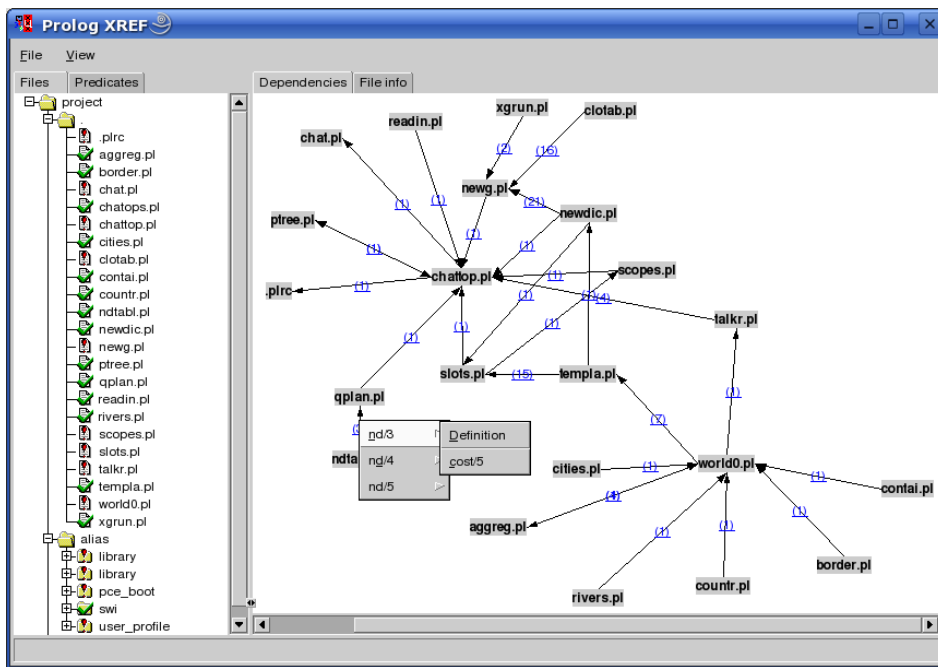 Prolog XREF
File View
Files Predicates
Dependencies File info
project
.
.plrc
aggreg.pl
border.pl
chat.pl
chatops.pl
chattop.pl
cities.pl
clotab.pl
contai.pl
countr.pl
ndtabl.pl
newdic.pl
newg.pl
ptree.pl
qplan.pl
readin.pl
rivers.pl
scopes.pl
slots.pl
talkr.pl
templa.pl
world0.pl
xgrun.pl
alias
library
library
pce_boot
swi
user_profile
xgrun.pl
clotab.pl
readin.pl
chat.pl
(2)
(16)
newg.pl
(1)
(1)
(21)
newdic.pl
ptree.pl
(3)
(1)
(1)
chattop.pl
(1)
scopes.pl
.plrc
(1)
(1)
(4)
talkr.pl
(1)
(1)
(1)
slots.pl
(15)
templa.pl
(1)
qplan.pl
(7)
nd/3
Definition
ndta
nd/4
cost/5
nd/5
cities.pl
(1)
world0.pl
(1)
contai.pl
aggreg.pl
(4)
(1)
(1)
(1)
border.pl
rivers.pl
countr.pl